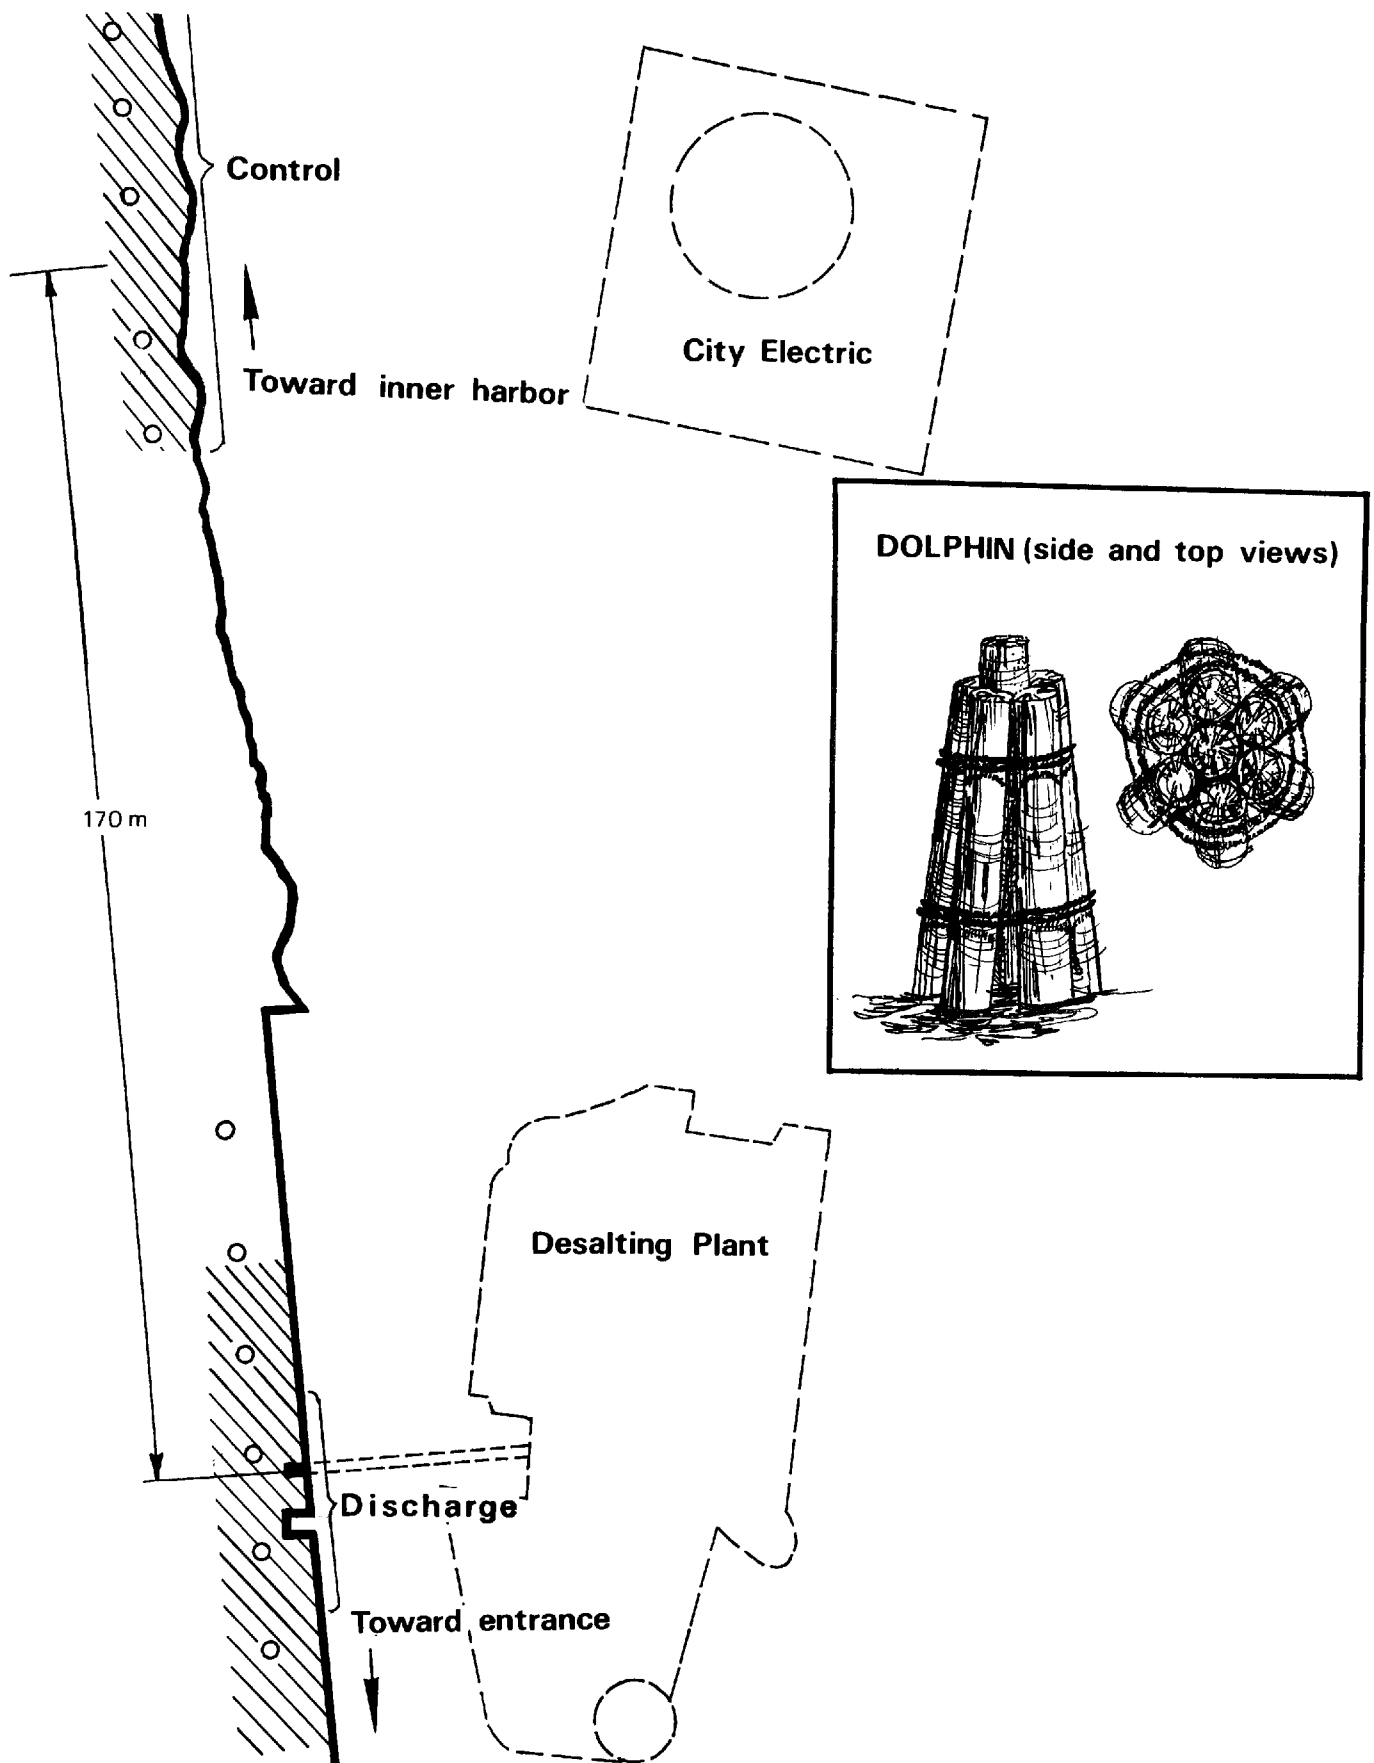 Control
City Electric
Toward inner harbor
DOLPHIN (side and top views)
170 m
Desalting Plant
Discharge
Toward entrance